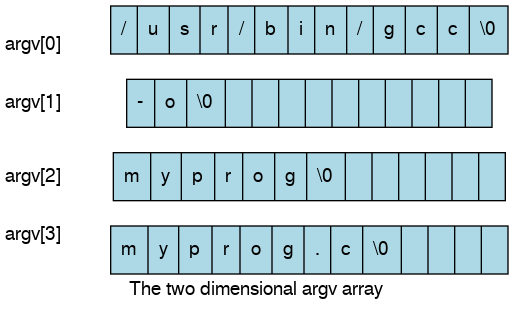 argv[0] / u s r / b i n / g c c \0
argv[1] - o \0
argv[2] m y p r o g \0
argv[3] m y p r o g . c \0
The two dimensional argv array